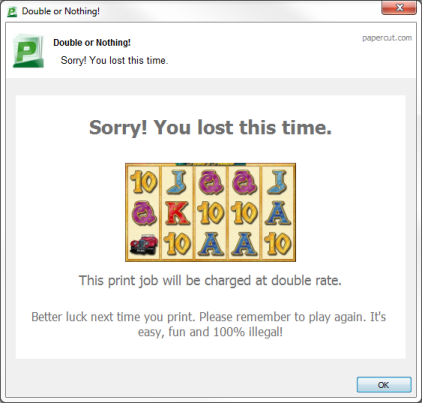 Double or Nothing!
P
Double or Nothing!
papercut.com
Sorry! You lost this time.
Sorry! You lost this time.
10 J Q Q J
Q K 10 10 A
10 A A 10
This print job will be charged at double rate.
Better luck next time you print. Please remember to play again. It's
easy, fun and 100% illegal!
OK